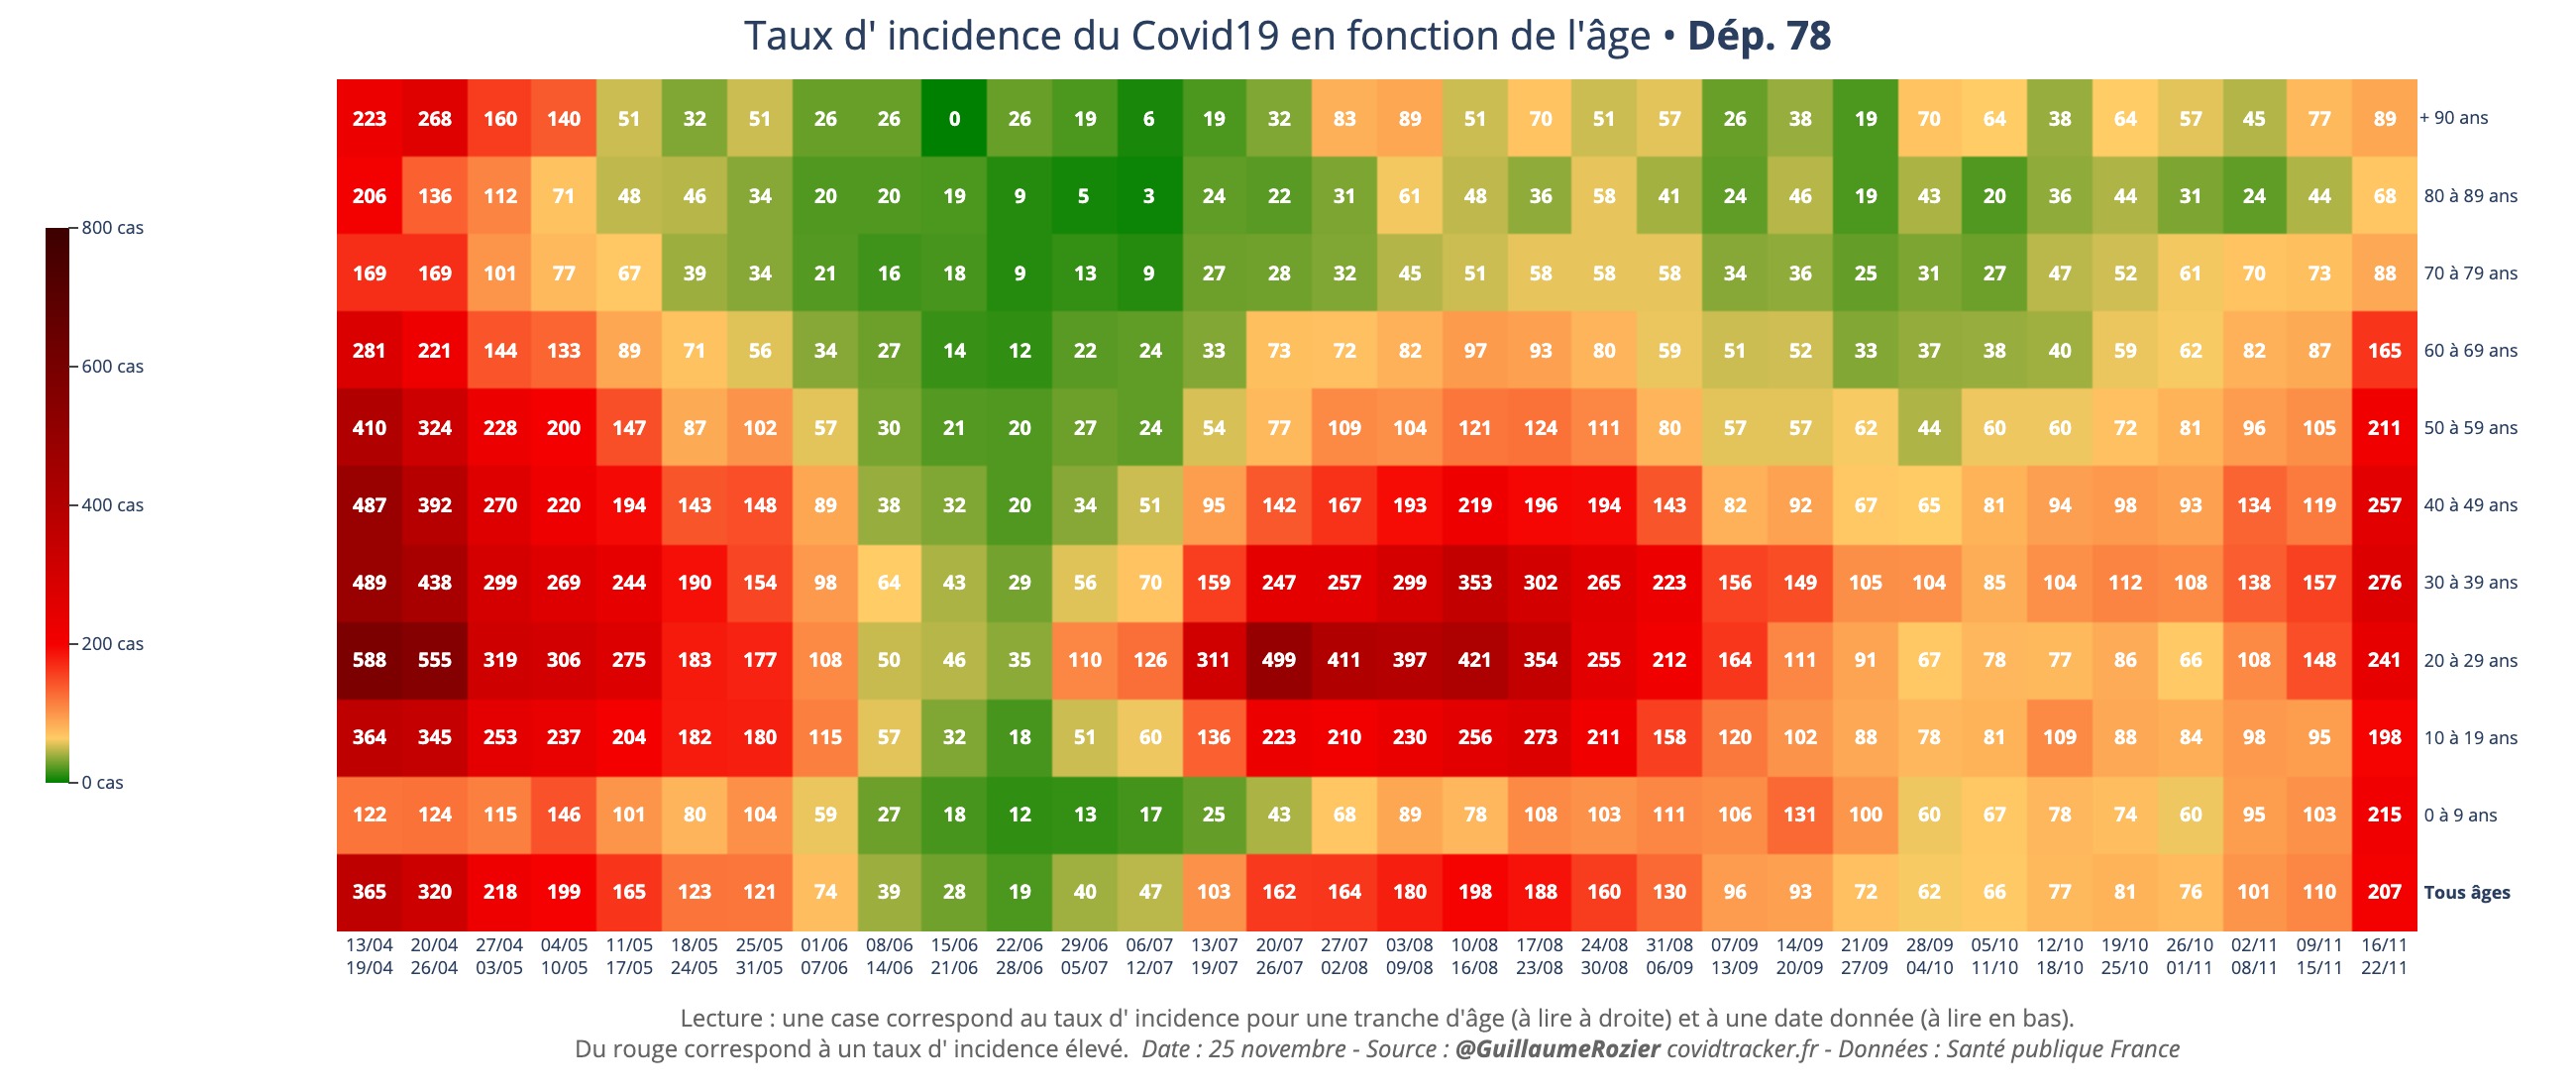 Taux d' incidence du Covid19 en fonction de l'âge • Dép. 78
800 cas
600 cas
400 cas
200 cas
0 cas
223 268 160 140 51 32 51 26 26 0 26 19 6 19 32 83 89 51 70 51 57 26 38 19 70 64 38 64 57 45 77 89 + 90 ans
206 136 112 71 48 46 34 20 20 19 9 5 3 24 22 31 61 48 36 58 41 24 46 19 43 20 36 44 31 24 44 68 80 à 89 ans
169 169 101 77 67 39 34 21 16 18 9 13 9 27 28 32 45 51 58 58 58 34 36 25 31 27 47 52 61 70 73 88 70 à 79 ans
281 221 144 133 89 71 56 34 27 14 12 22 24 33 73 72 82 97 93 80 59 51 52 33 37 38 40 59 62 82 87 165 60 à 69 ans
410 324 228 200 147 87 102 57 30 21 20 27 24 54 77 109 104 121 124 111 80 57 57 62 44 60 60 72 81 96 105 211 50 à 59 ans
487 392 270 220 194 143 148 89 38 32 20 34 51 95 142 167 193 219 196 194 143 82 92 67 65 81 94 98 93 134 119 257 40 à 49 ans
489 438 299 269 244 190 154 98 64 43 29 56 70 159 247 257 299 353 302 265 223 156 149 105 104 85 104 112 108 138 157 276 30 à 39 ans
588 555 319 306 275 183 177 108 50 46 35 110 126 311 499 411 397 421 354 255 212 164 111 91 67 78 77 86 66 108 148 241 20 à 29 ans
364 345 253 237 204 182 180 115 57 32 18 51 60 136 223 210 230 256 273 211 158 120 102 88 78 81 109 88 84 98 95 198 10 à 19 ans
122 124 115 146 101 80 104 59 27 18 12 13 17 25 43 68 89 78 108 103 111 106 131 100 60 67 78 74 60 95 103 215 0 à 9 ans
365 320 218 199 165 123 121 74 39 28 19 40 47 103 162 164 180 198 188 160 130 96 93 72 62 66 77 81 76 101 110 207 Tous âges
13/04 20/04 27/04 04/05 11/05 18/05 25/05 01/06 08/06 15/06 22/06 29/06 06/07 13/07 20/07 27/07 03/08 10/08 17/08 24/08 31/08 07/09 14/09 21/09 28/09 05/10 12/10 19/10 26/10 02/11 09/11 16/11
19/04 26/04 03/05 10/05 17/05 24/05 31/05 07/06 14/06 21/06 28/06 05/07 12/07 19/07 26/07 02/08 09/08 16/08 23/08 30/08 06/09 13/09 20/09 27/09 04/10 11/10 18/10 25/10 01/11 08/11 15/11 22/11
Lecture : une case correspond au taux d' incidence pour une tranche d'âge (à lire à droite) et à une date donnée (à lire en bas).
Du rouge correspond à un taux d' incidence élevé. Date : 25 novembre - Source : @GuillaumeRozier covidtracker.fr - Données : Santé publique France